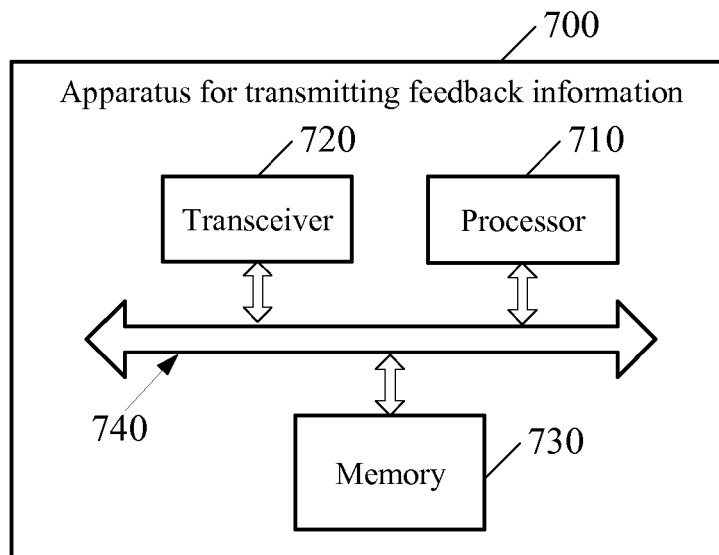 700
Apparatus for transmitting feedback information
720
710
Transceiver
Processor
740
730
Memory